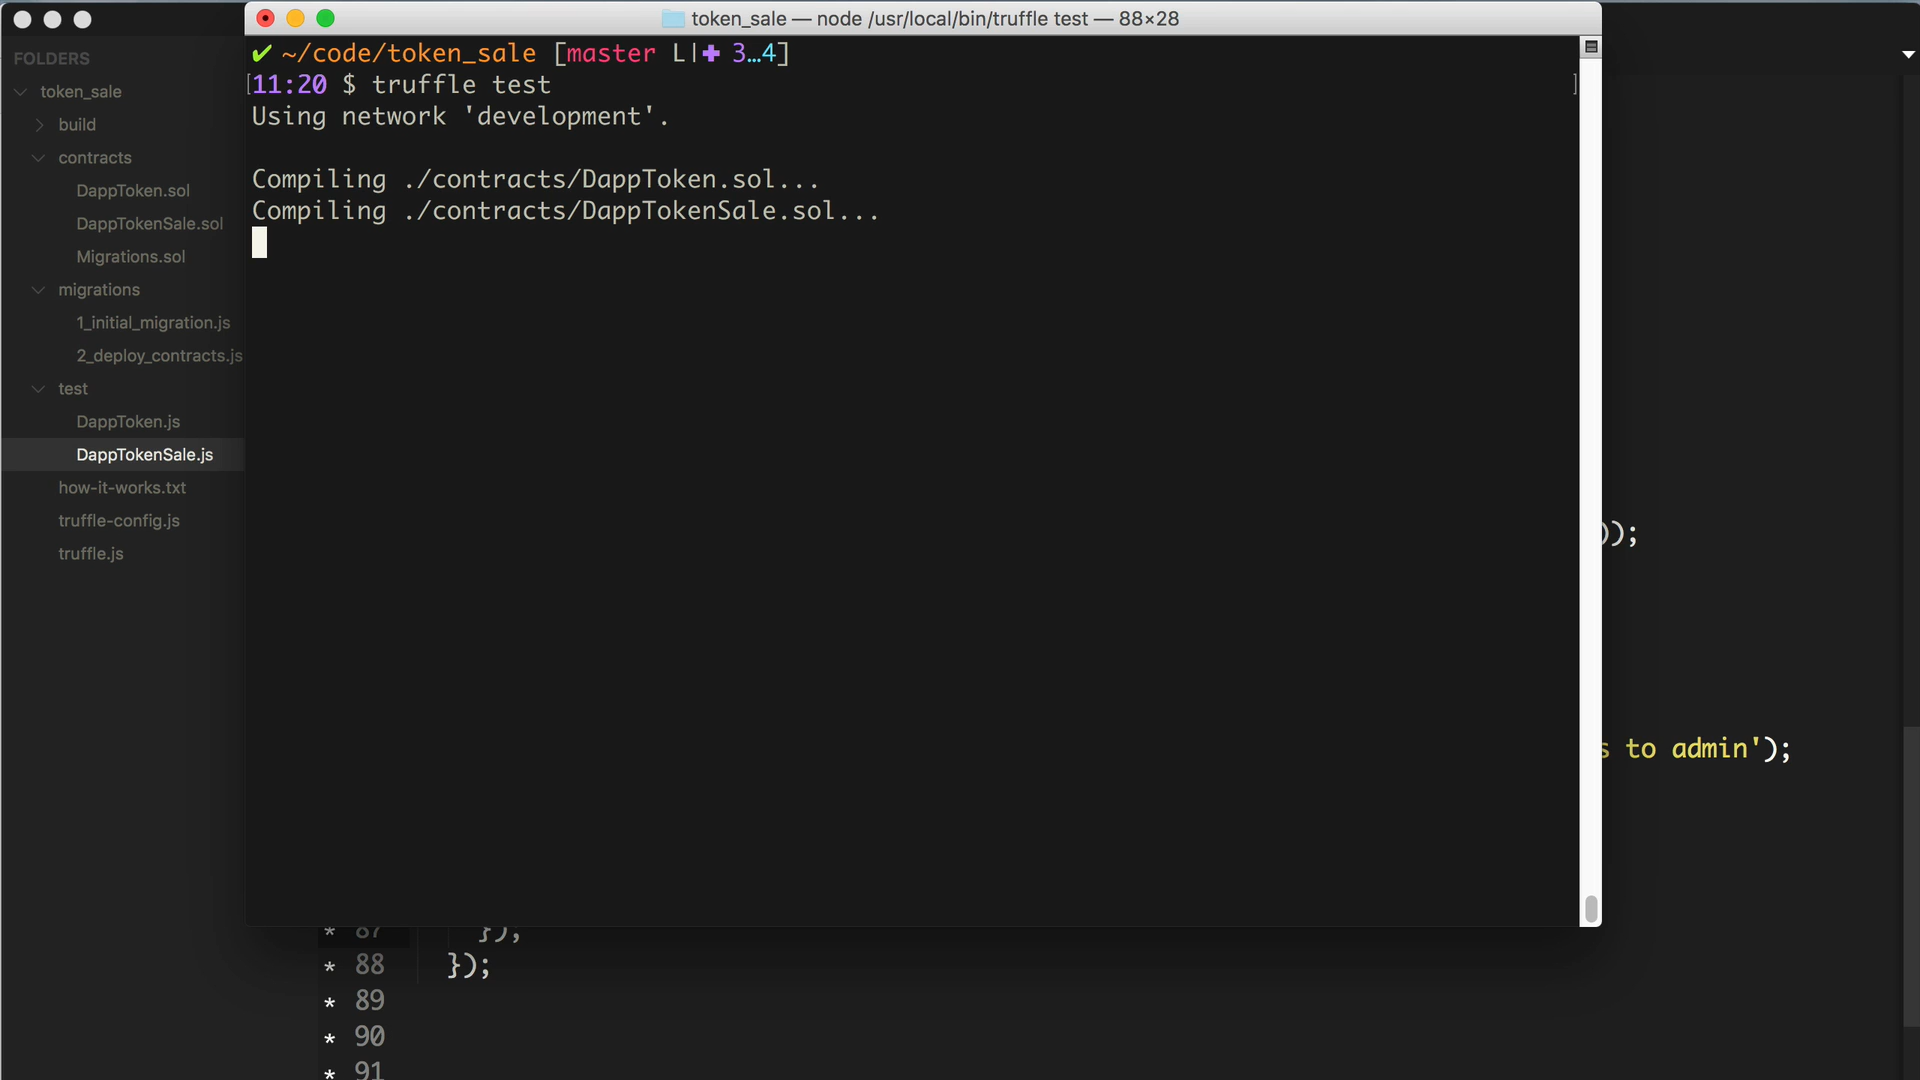 token_sale — node /usr/local/bin/truffle test — 88×28
FOLDERS
token_sale
build
contracts
DappToken.sol
DappTokenSale.sol
Migrations.sol
migrations
1_initial_migration.js
2_deploy_contracts.js
test
DappToken.js
DappTokenSale.js
how-it-works.txt
truffle-config.js
truffle.js
✔ ~/code/token_sale [master L|✚ 3…4]
[11:20 $ truffle test ]
Using network 'development'.
Compiling ./contracts/DappToken.sol...
Compiling ./contracts/DappTokenSale.sol...
));
s to admin');
* 87 });
* 88 });
* 89
* 90
* 91